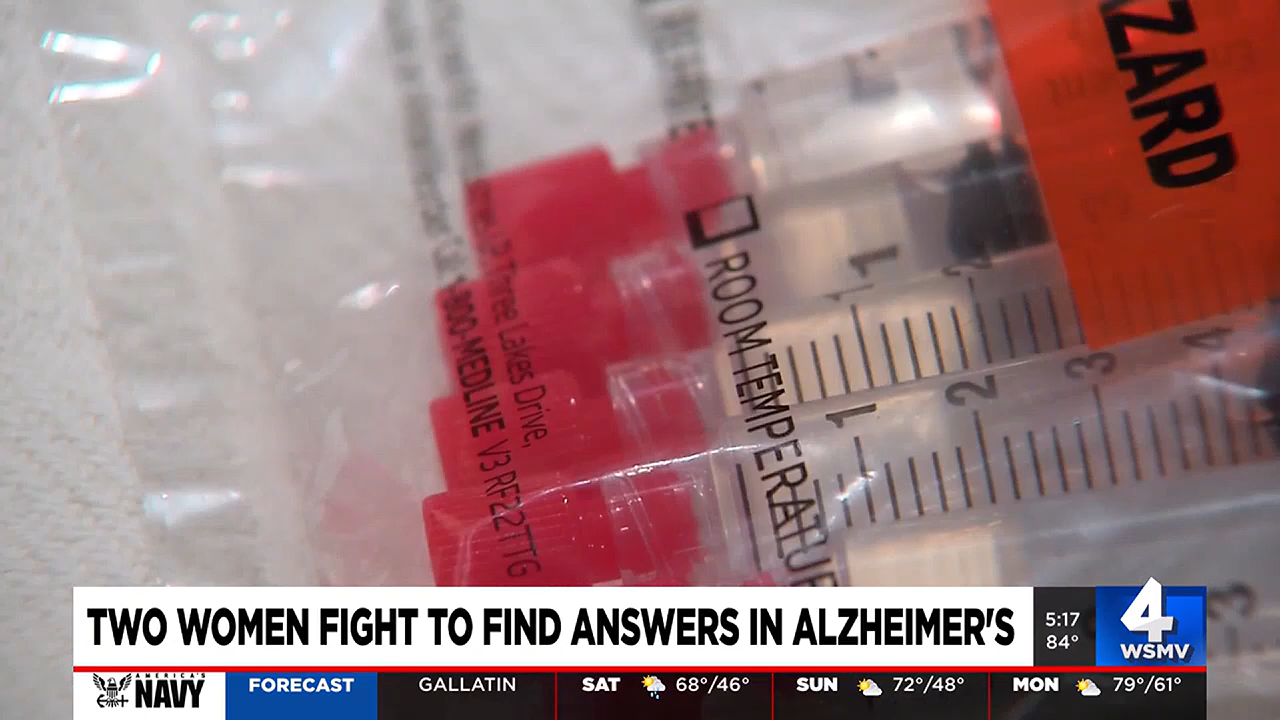 ZARD
ROOM TEMPERATURE
Three Lakes Drive,
1-800-MEDLINE V3 RF22TTG
1 2
1 2 3 4
3
TWO WOMEN FIGHT TO FIND ANSWERS IN ALZHEIMER'S
5:17
84°
4
WSMV
AMERICA'S
NAVY
FORECAST
GALLATIN
SAT 68°/46°
SUN 72°/48°
MON 79°/61°